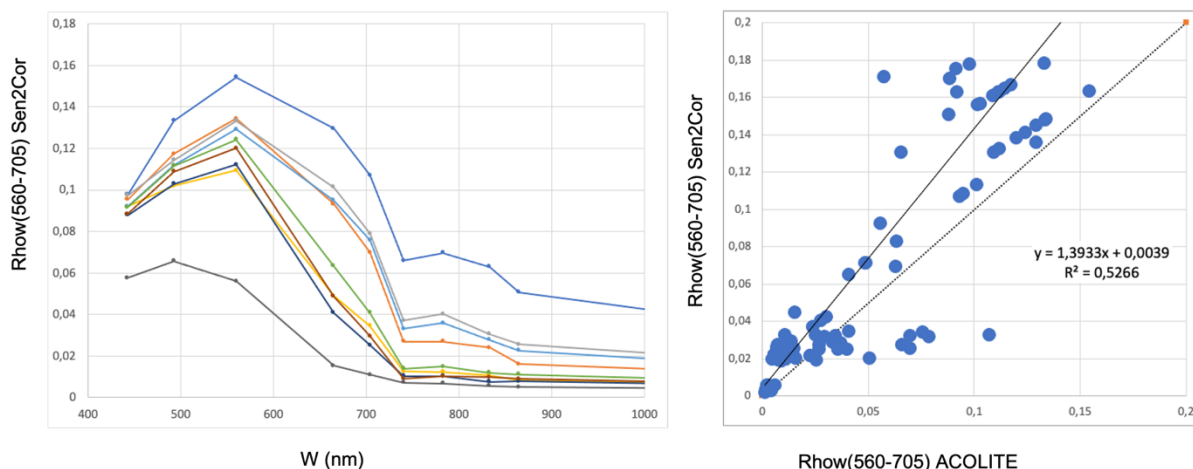 0,18
0,16
0,14
0,12
0,1
0,08
0,06
0,04
0,02
0
400 500 600 700 800 900 1000
W (nm)
Rhow(560-705) Sen2Cor
0,2
0,18
0,16
0,14
0,12
0,1
0,08
0,06
0,04
0,02
0
0 0,05 0,1 0,15 0,2
Rhow(560-705) ACOLITE
Rhow(560-705) Sen2Cor
y = 1,3933x + 0,0039
R² = 0,5266